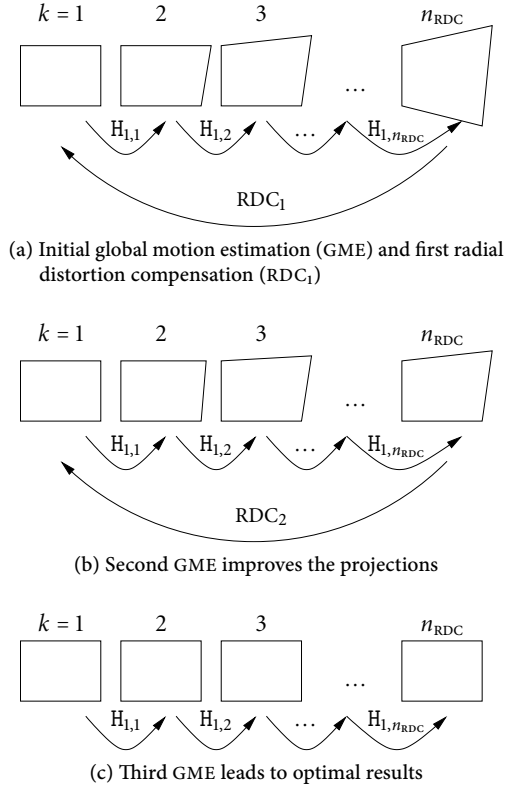 k = 1 2 3 n_RDC
...
H_1,1 H_1,2 ... H_1,n_RDC
RDC_1
(a) Initial global motion estimation (GME) and first radial
distortion compensation (RDC_1)
k = 1 2 3 n_RDC
...
H_1,1 H_1,2 ... H_1,n_RDC
RDC_2
(b) Second GME improves the projections
k = 1 2 3 n_RDC
...
H_1,1 H_1,2 ... H_1,n_RDC
(c) Third GME leads to optimal results